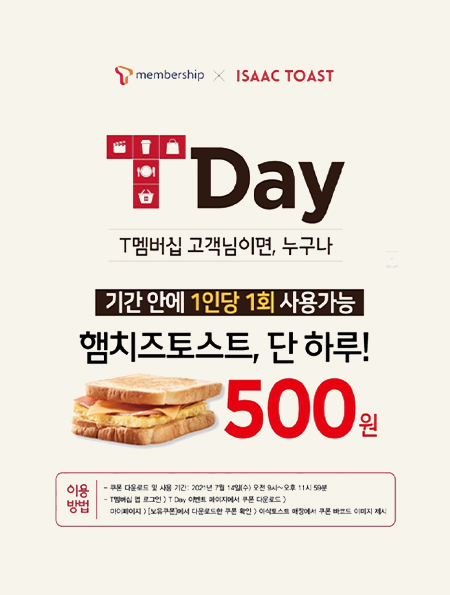 T membership × ISAAC TOAST
T Day
T멤버십 고객님이면, 누구나
기간 안에 1인당 1회 사용가능
햄치즈토스트, 단 하루!
500원
이용
방법
- 쿠폰 다운로드 및 사용 기간: 2021년 7월 14일(수) 오전 9시~오후 11시 59분
- T멤버십 앱 로그인 > T Day 이벤트 페이지에서 쿠폰 다운로드 >
마이페이지 > [보유쿠폰]에서 다운로드한 쿠폰 확인 > 이삭토스트 매장에서 쿠폰 바코드 이미지 제시